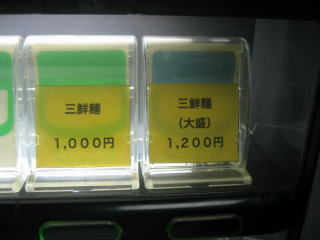 三鮮麺
1,000円
三鮮麺
(大盛)
1,200円